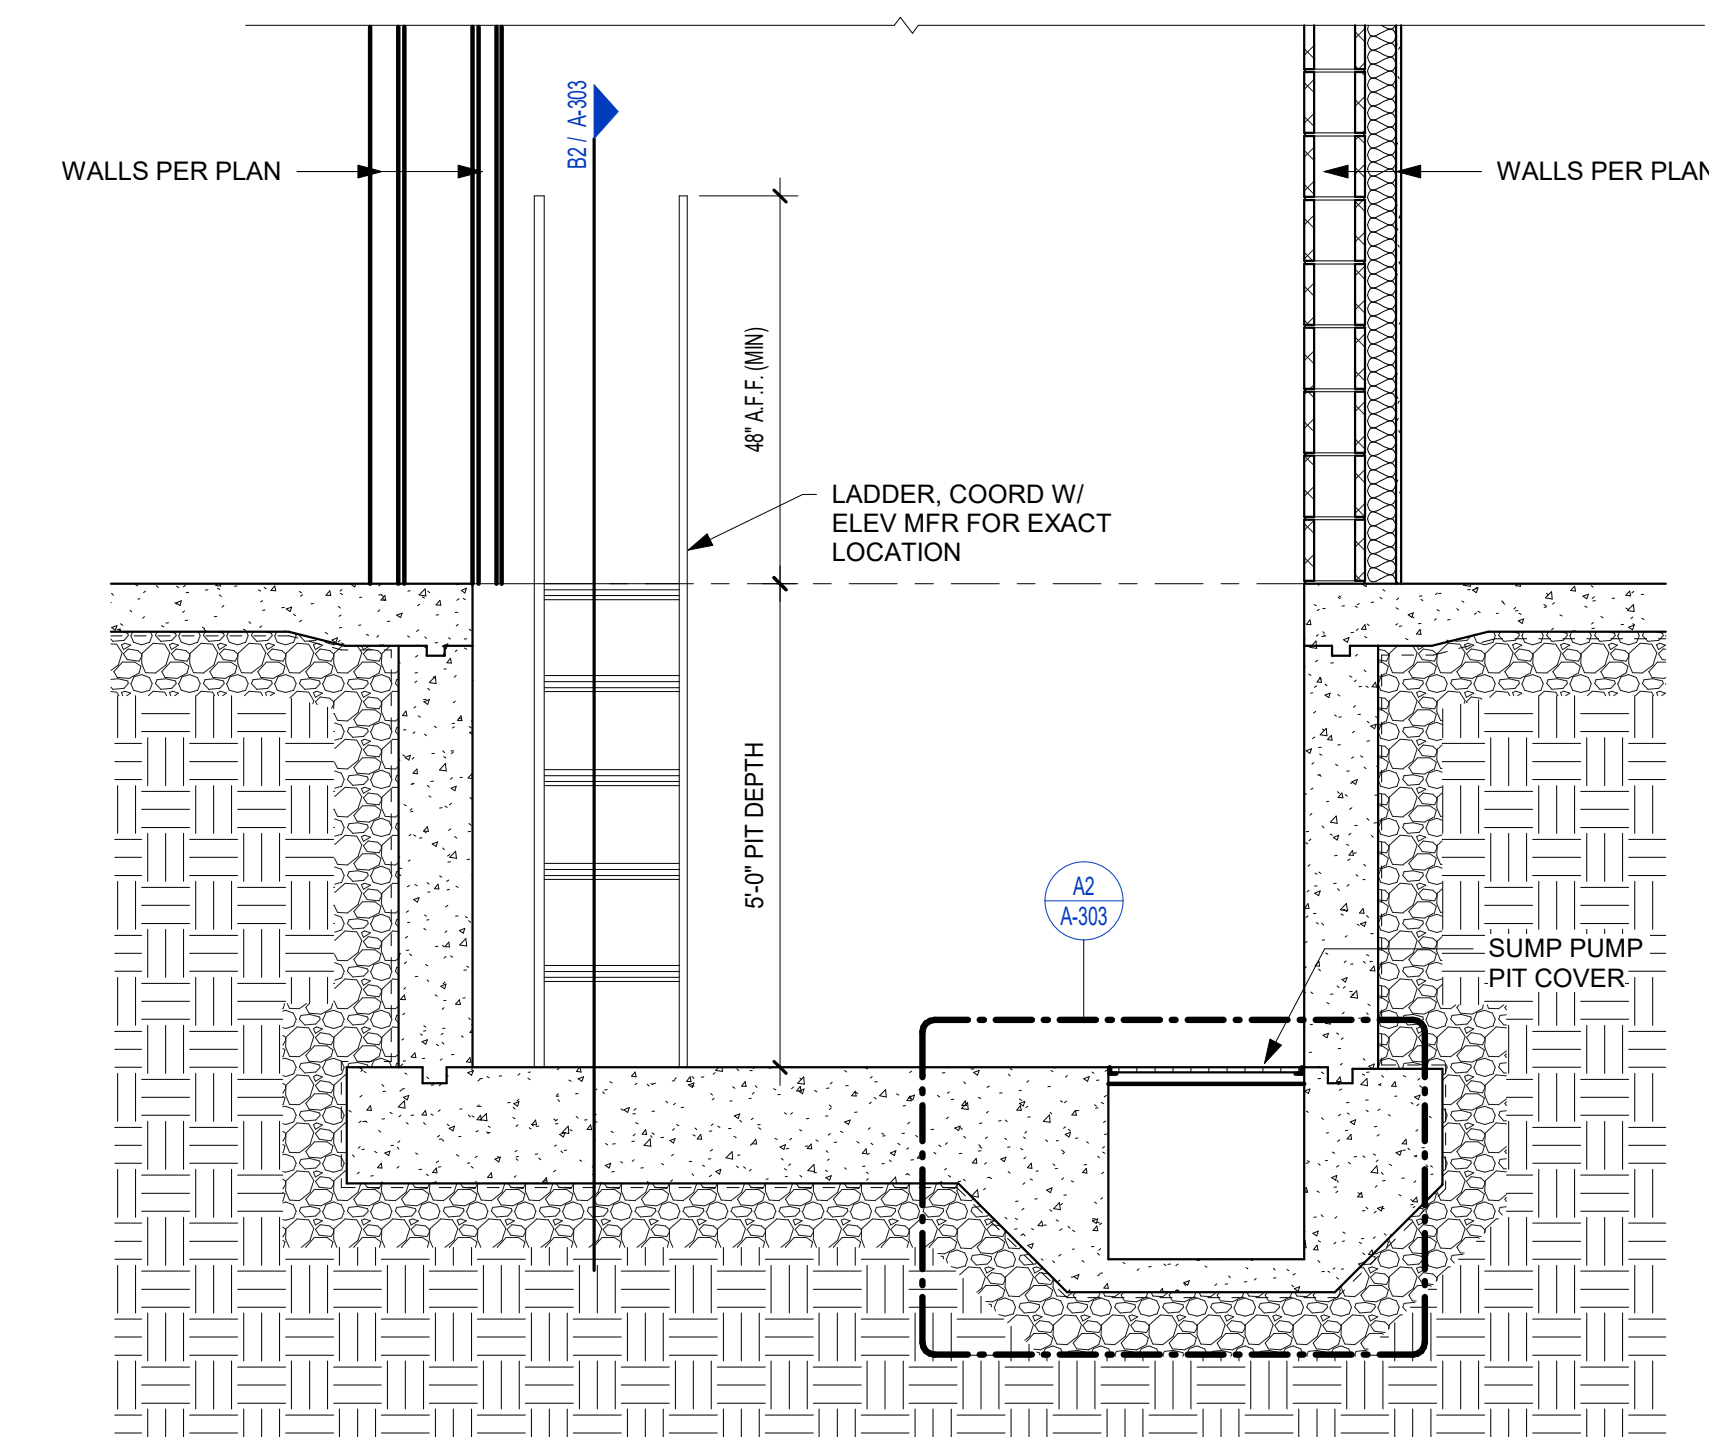 B2 / A-303
WALLS PER PLAN
WALLS PER PLAN
48" A.F.F. (MIN)
LADDER, COORD W/
ELEV MFR FOR EXACT
LOCATION
5'-0" PIT DEPTH
A2
A-303
SUMP PUMP
PIT COVER